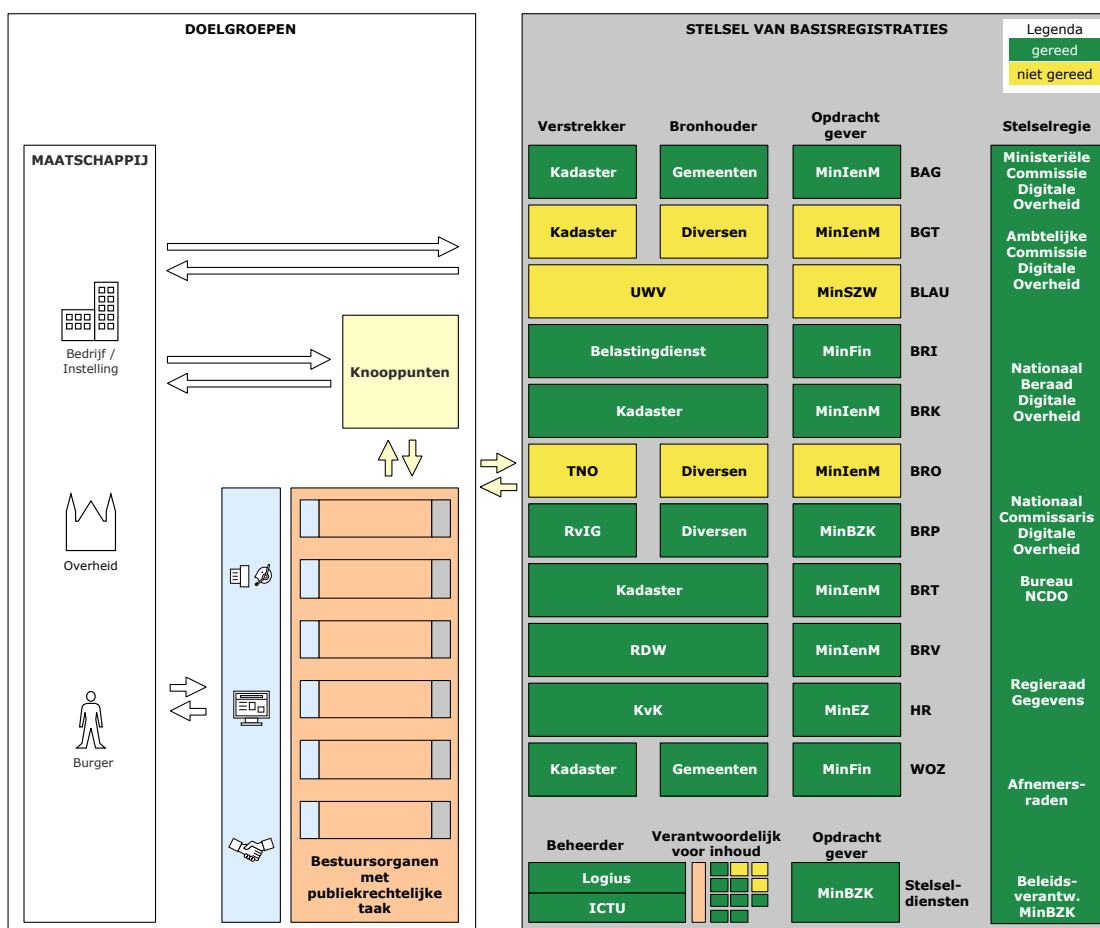 DOELGROEPEN
MAATSCHAPPIJ
Bedrijf /
Instelling
Overheid
Burger
Knooppunten
Bestuursorganen
met
publiekrechtelijke
taak
STELSEL VAN BASISREGISTRATIES
Legenda
gereed
niet gereed
Verstrekker
Bronhouder
Opdracht
gever
Stelselregie
Kadaster
Gemeenten
MinIenM
BAG
Kadaster
Diversen
MinIenM
BGT
UWV
MinSZW
BLAU
Belastingdienst
MinFin
BRI
Kadaster
MinIenM
BRK
TNO
Diversen
MinIenM
BRO
RvIG
Diversen
MinBZK
BRP
Kadaster
MinIenM
BRT
RDW
MinIenM
BRV
KvK
MinEZ
HR
Kadaster
Gemeenten
MinFin
WOZ
Beheerder
Verantwoordelijk
voor inhoud
Opdracht
gever
Logius
ICTU
MinBZK
Stelsel-
diensten
Ministeriële
Commissie
Digitale
Overheid
Ambtelijke
Commissie
Digitale
Overheid
Nationaal
Beraad
Digitale
Overheid
Nationaal
Commissaris
Digitale
Overheid
Bureau
NCDO
Regieraad
Gegevens
Afnemers-
raden
Beleids-
verantw.
MinBZK